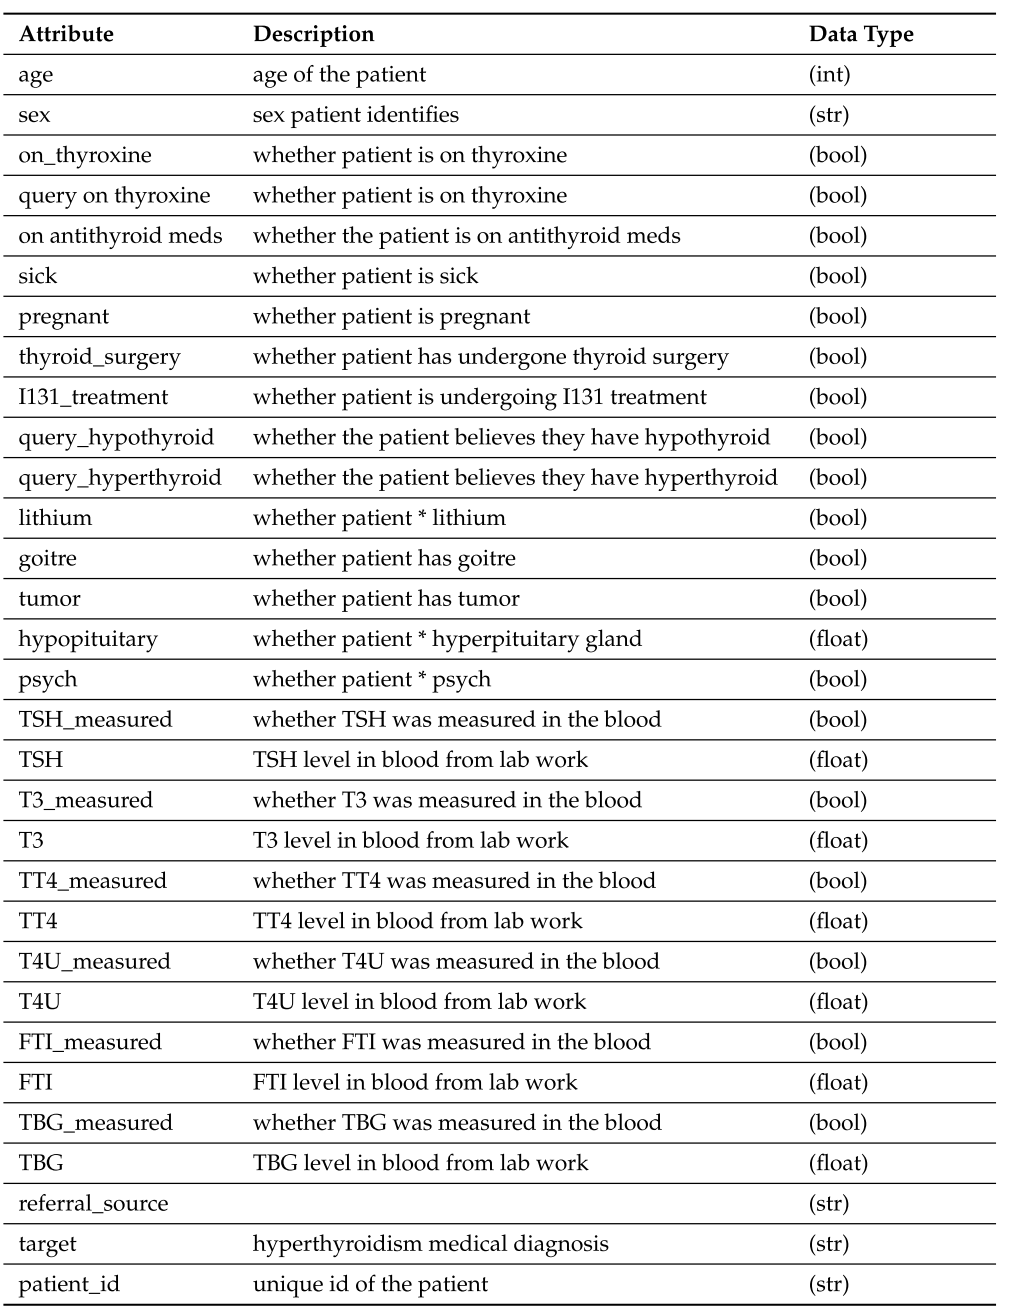 Attribute Description Data Type
age age of the patient (int)
sex sex patient identifies (str)
on_thyroxine whether patient is on thyroxine (bool)
query on thyroxine whether patient is on thyroxine (bool)
on antithyroid meds whether the patient is on antithyroid meds (bool)
sick whether patient is sick (bool)
pregnant whether patient is pregnant (bool)
thyroid_surgery whether patient has undergone thyroid surgery (bool)
I131_treatment whether patient is undergoing I131 treatment (bool)
query_hypothyroid whether the patient believes they have hypothyroid (bool)
query_hyperthyroid whether the patient believes they have hyperthyroid (bool)
lithium whether patient * lithium (bool)
goitre whether patient has goitre (bool)
tumor whether patient has tumor (bool)
hypopituitary whether patient * hyperpituitary gland (float)
psych whether patient * psych (bool)
TSH_measured whether TSH was measured in the blood (bool)
TSH TSH level in blood from lab work (float)
T3_measured whether T3 was measured in the blood (bool)
T3 T3 level in blood from lab work (float)
TT4_measured whether TT4 was measured in the blood (bool)
TT4 TT4 level in blood from lab work (float)
T4U_measured whether T4U was measured in the blood (bool)
T4U T4U level in blood from lab work (float)
FTI_measured whether FTI was measured in the blood (bool)
FTI FTI level in blood from lab work (float)
TBG_measured whether TBG was measured in the blood (bool)
TBG TBG level in blood from lab work (float)
referral_source (str)
target hyperthyroidism medical diagnosis (str)
patient_id unique id of the patient (str)